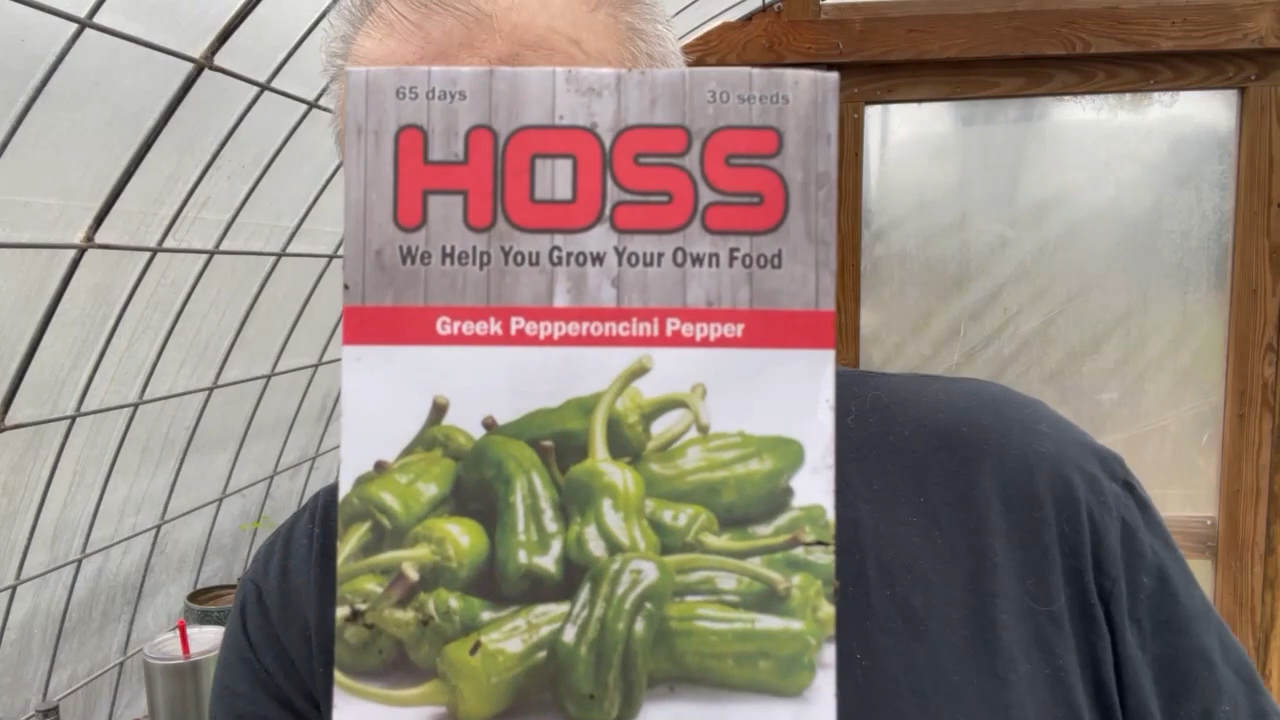 65 days
30 seeds
HOSS
We Help You Grow Your Own Food
Greek Pepperoncini Pepper